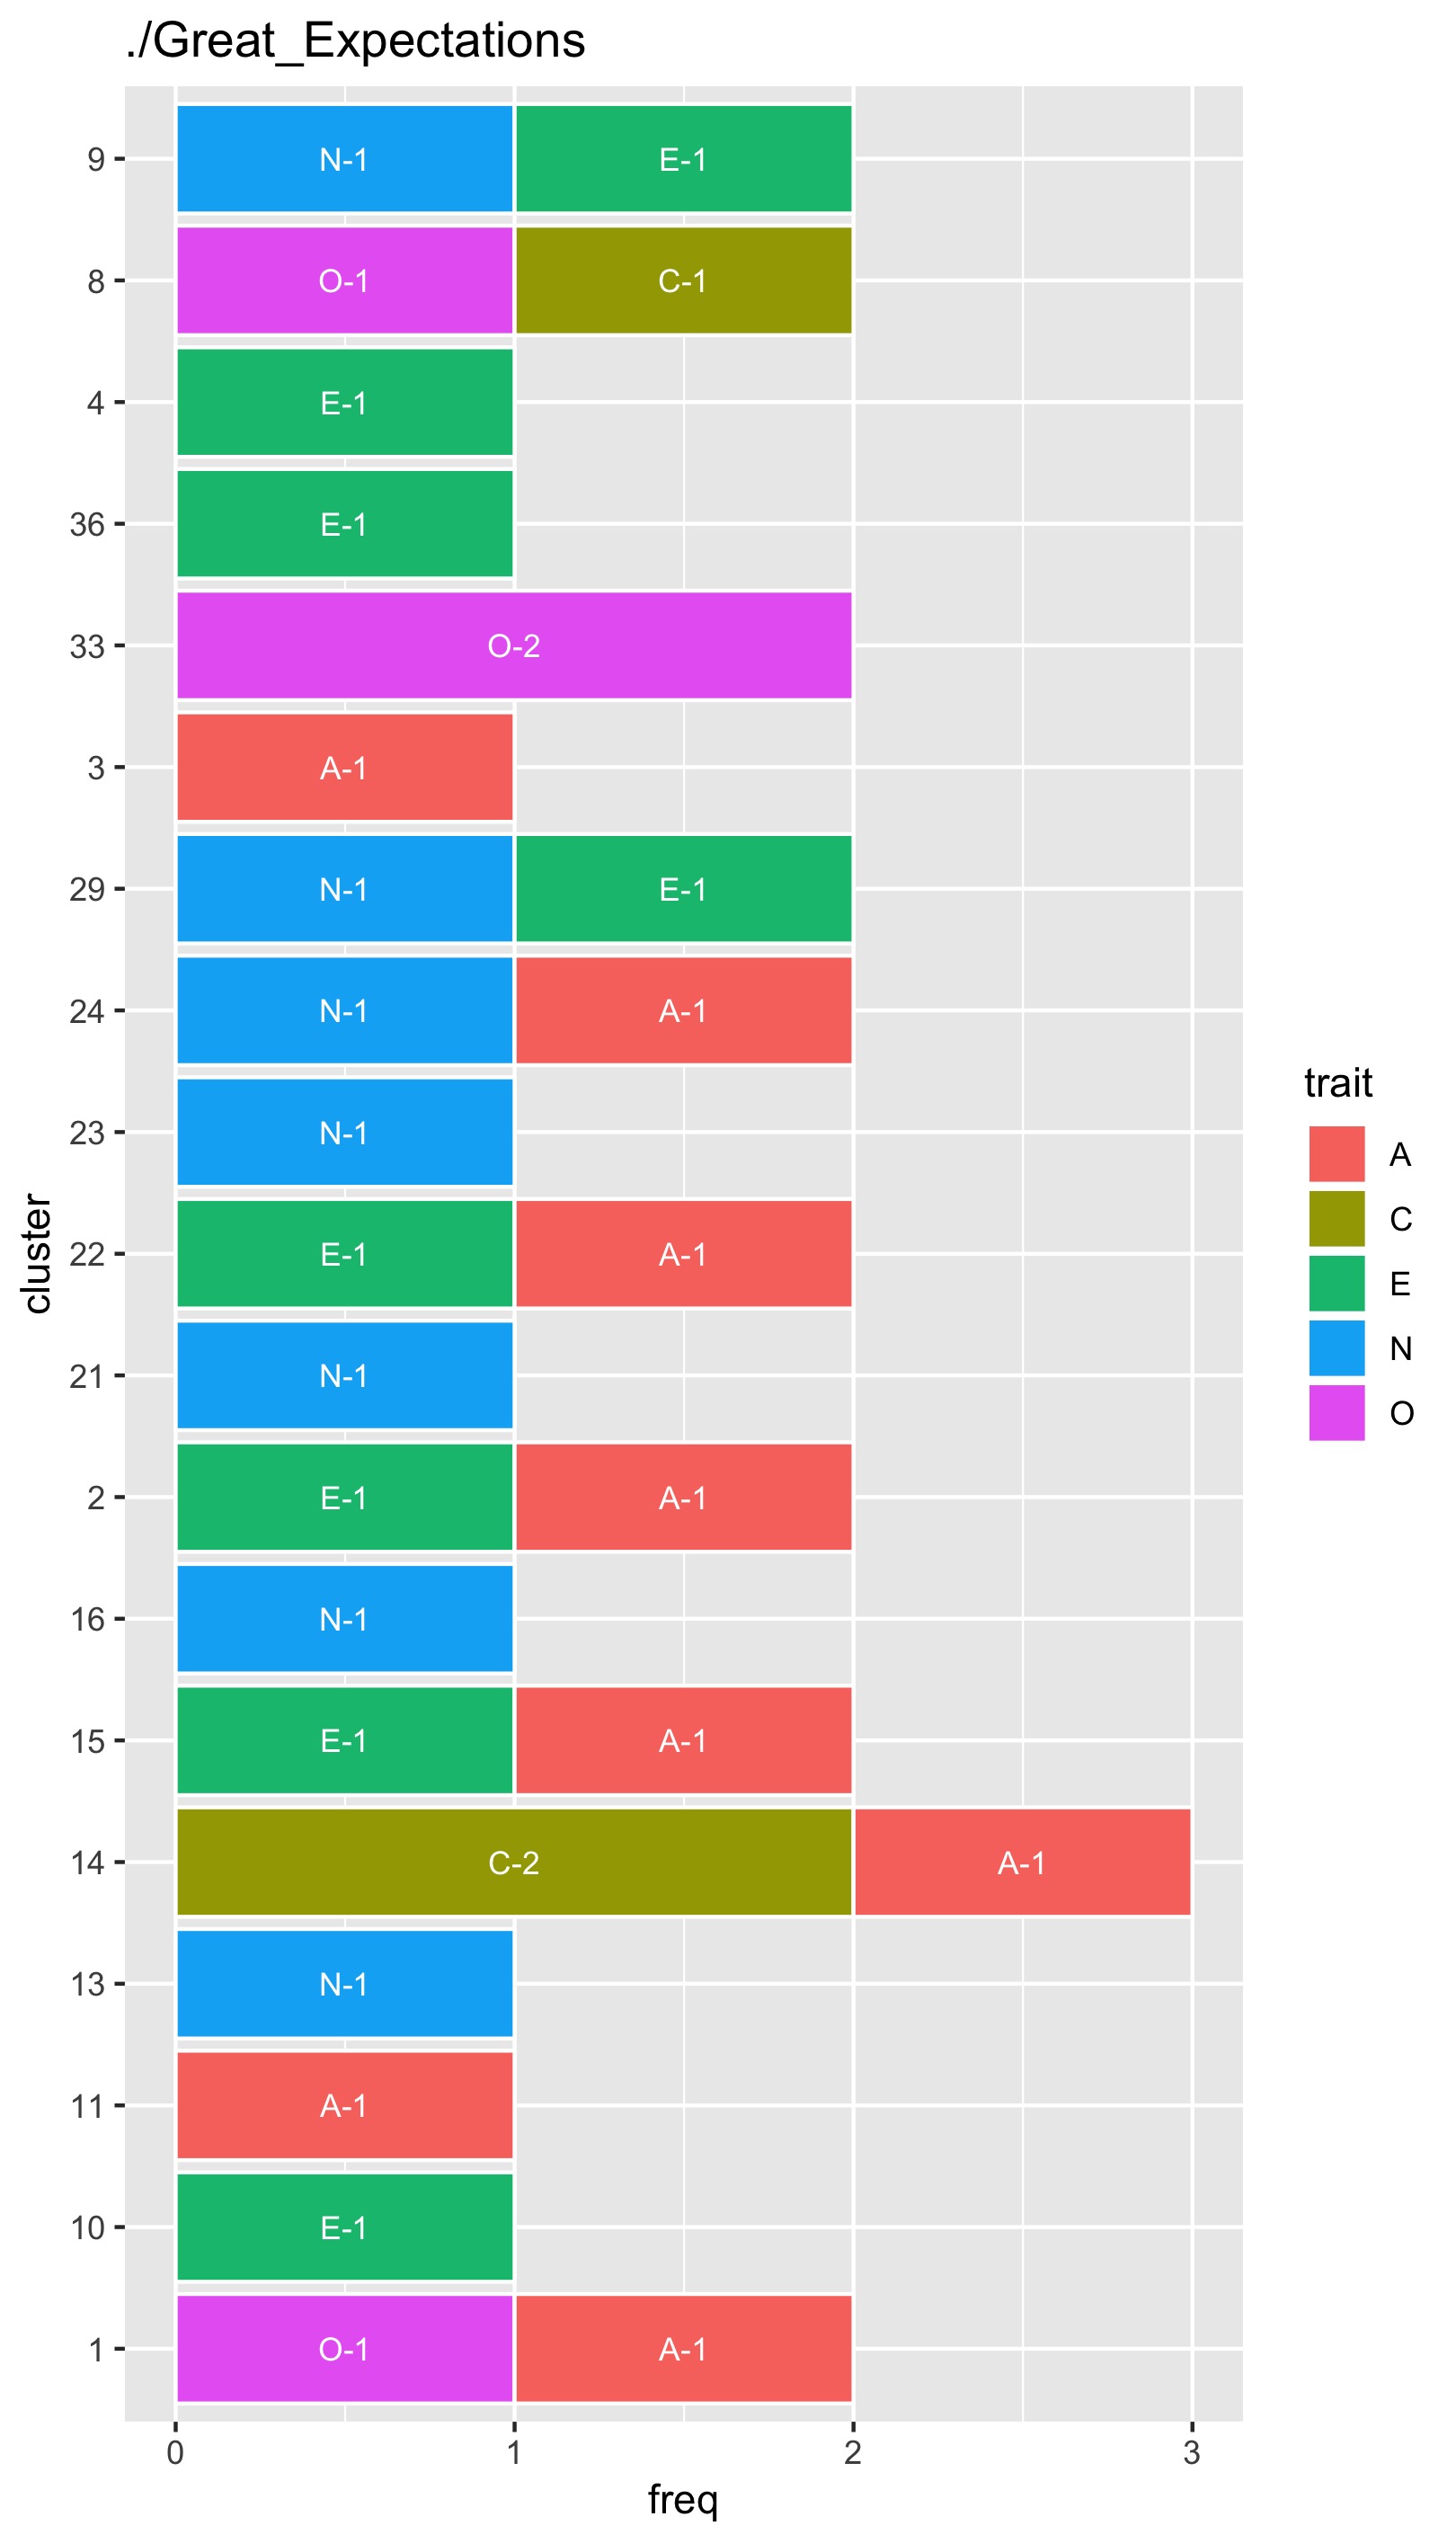 ./Great_Expectations
9 N-1 E-1
8 O-1 C-1
4 E-1
36 E-1
33 O-2
3 A-1
29 N-1 E-1
24 N-1 A-1
23 N-1
22 E-1 A-1
21 N-1
2 E-1 A-1
16 N-1
15 E-1 A-1
14 C-2 A-1
13 N-1
11 A-1
10 E-1
1 O-1 A-1
0 1 2 3
freq
cluster
trait
A
C
E
N
O